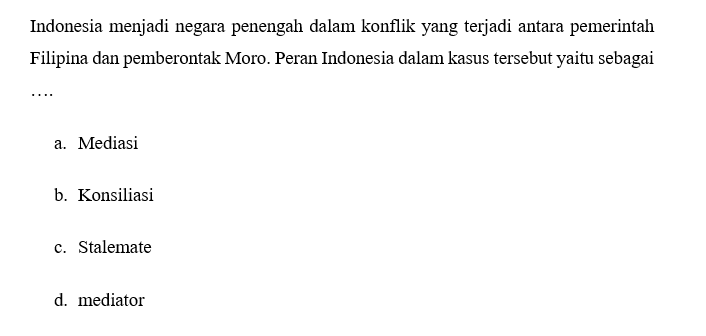 Indonesia menjadi negara penengah dalam konflik yang terjadi antara pemerintah
Filipina dan pemberontak Moro. Peran Indonesia dalam kasus tersebut yaitu sebagai
….
a. Mediasi
b. Konsiliasi
c. Stalemate
d. mediator